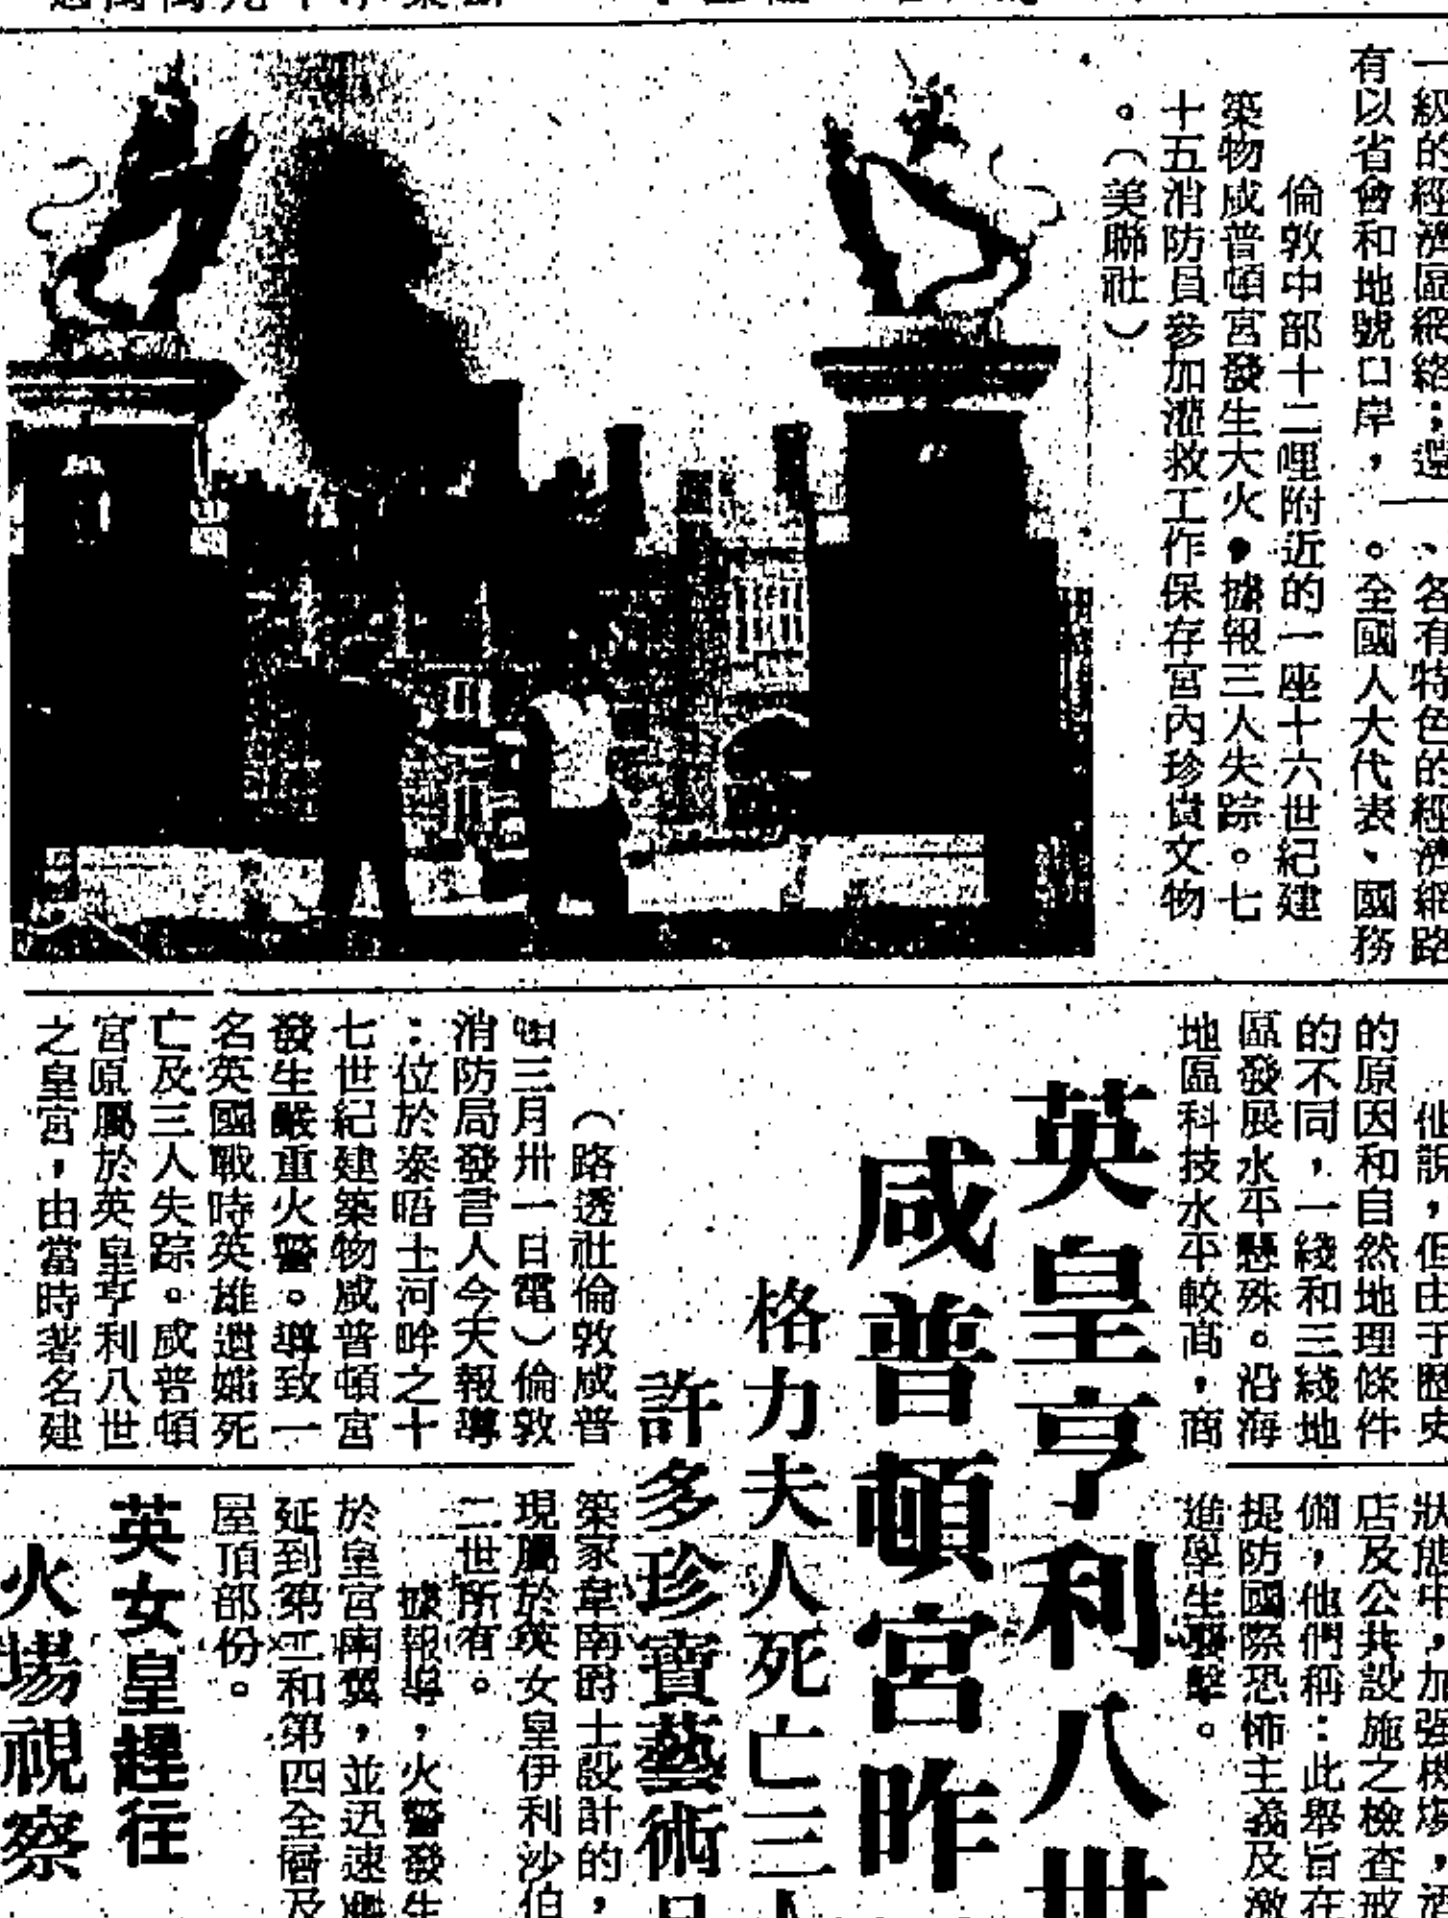 一級的經濟區網絡；還
有以省會和地號口岸，
、各有特色的經濟網路
。全國人大代表、國務
倫敦中部十二哩附近的一座十六世紀建
築物咸普頓宮發生大火，據報三人失踪。七
十五消防員參加灌救工作保存宮內珍貴文物
。（美聯社）
他說，但由于歷史
的原因和自然地理條件
的不同，一綫和三綫地
區發展水平懸殊。沿海
地區科技水平較高，商
狀態中，加强機場，酒
店及公共設施之檢查戒
備，他們稱：此舉旨在
提防國際恐怖主義及激
進學生襲擊。
英皇亨利八世
咸普頓宮昨
格力夫人死亡三人
許多珍寶藝術品
（路透社倫敦咸普
頓三月卅一日電）倫敦
消防局發言人今天報導
：位於泰晤士河畔之十
七世紀建築物咸普頓宮
發生嚴重火警。導致一
名英國戰時英雄遺孀死
亡及三人失踪。咸普頓
宮原屬於英皇亨利八世
之皇宮，由當時著名建
築家韋南爵士設計的，
現屬於英女皇伊利沙伯
二世所有。
據報導，火警發生
於皇宮南翼，並迅速
延到第三和第四全層及
屋頂部份。
英女皇趕往
火場視察